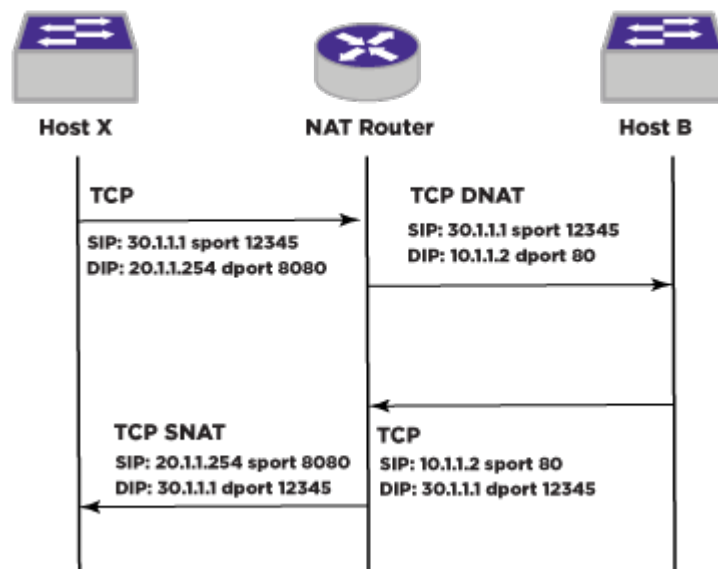 Host X
NAT Router
Host B
TCP
SIP: 30.1.1.1 sport 12345
DIP: 20.1.1.254 dport 8080
TCP DNAT
SIP: 30.1.1.1 sport 12345
DIP: 10.1.1.2 dport 80
TCP SNAT
SIP: 20.1.1.254 sport 8080
DIP: 30.1.1.1 dport 12345
TCP
SIP: 10.1.1.2 sport 80
DIP: 30.1.1.1 dport 12345